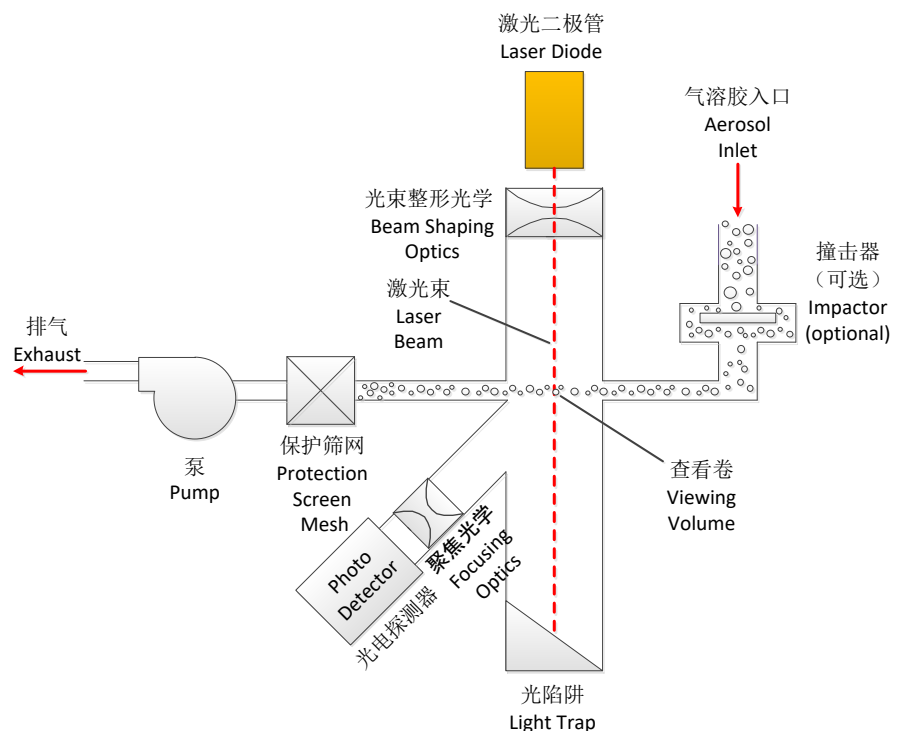 激光二极管
Laser Diode
气溶胶入口
Aerosol
Inlet
光束整形光学
Beam Shaping
Optics
撞击器
（可选）
Impactor
(optional)
激光束
Laser
Beam
排气
Exhaust
泵
Pump
保护筛网
Protection
Screen
Mesh
查看卷
Viewing
Volume
聚焦光学
Focusing
Optics
Photo
Detector
光电探测器
光陷阱
Light Trap